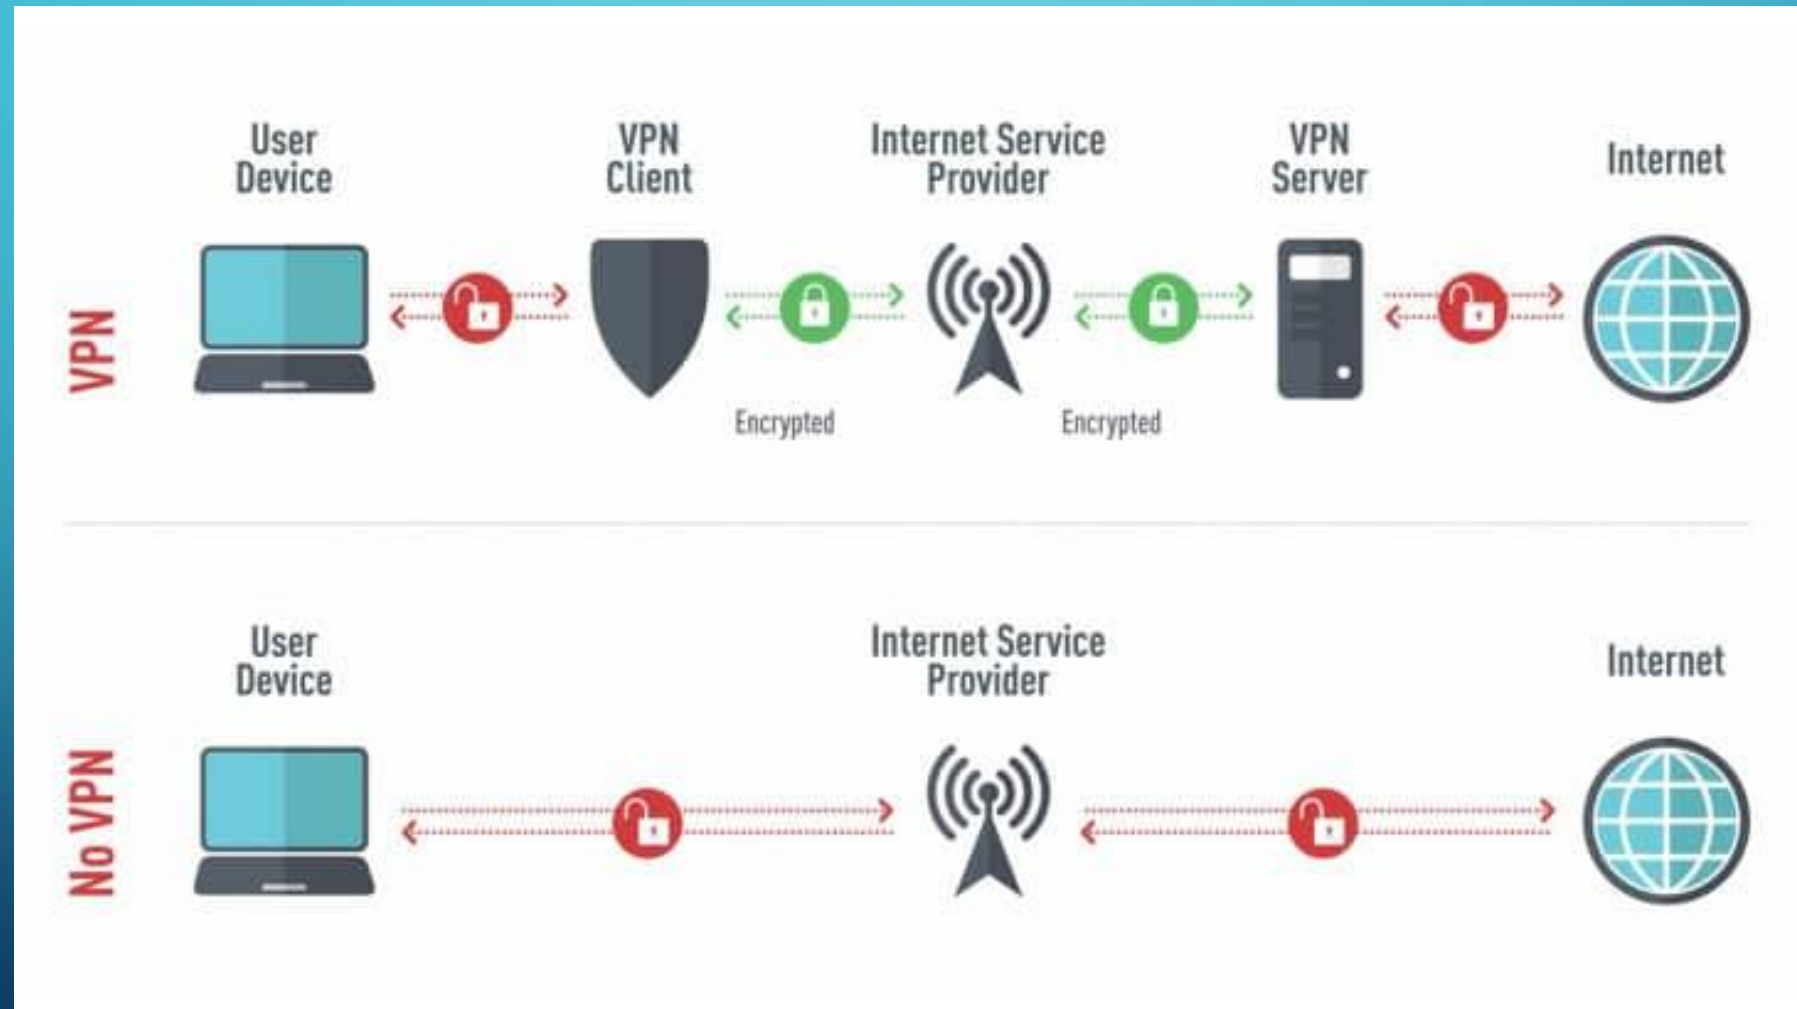 VPN
User
Device
VPN
Client
Internet Service
Provider
VPN
Server
Internet
Encrypted
Encrypted
No VPN
User
Device
Internet Service
Provider
Internet